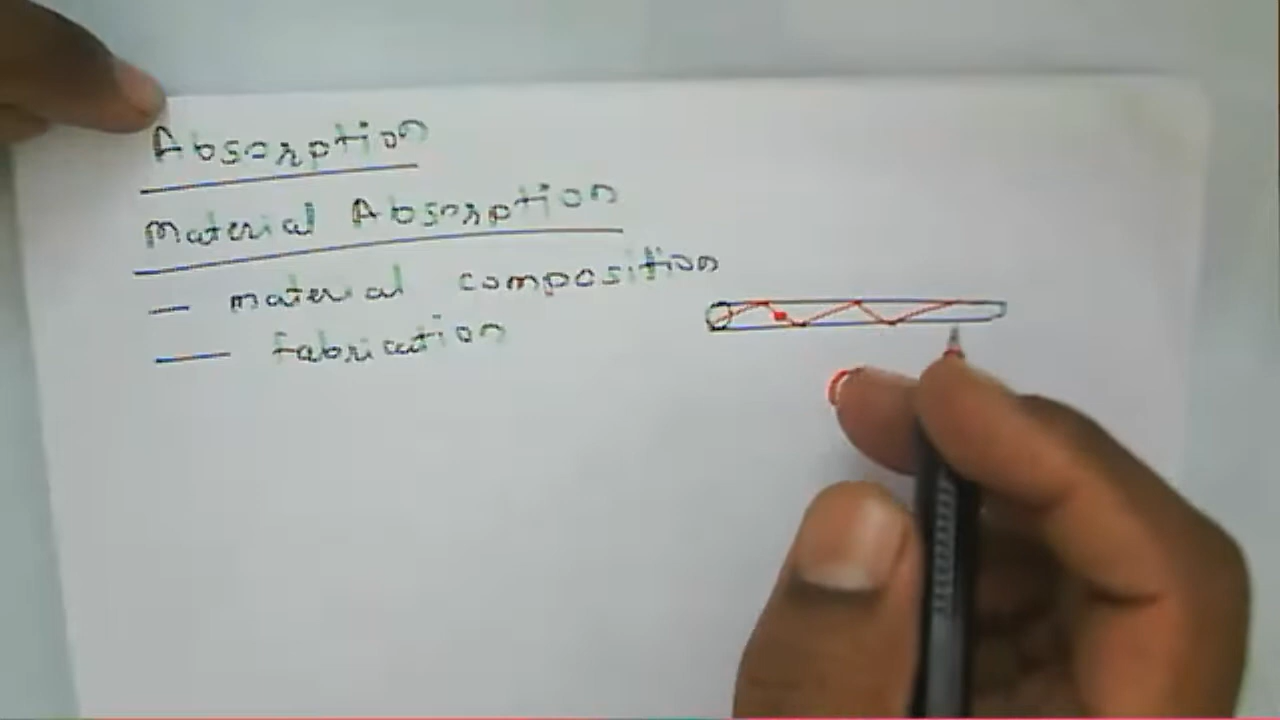 Absorption
Material Absorption
— material composition
— fabrication